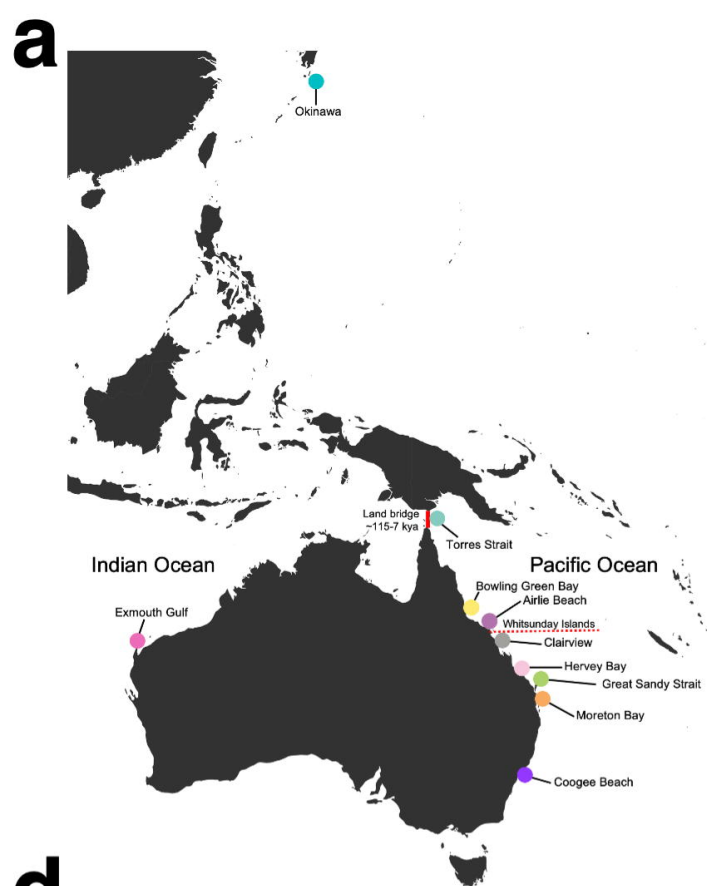 a
Okinawa
Land bridge
~115-7 kya
Torres Strait
Indian Ocean
Pacific Ocean
Bowling Green Bay
Airlie Beach
Exmouth Gulf
Whitsunday Islands
Clairview
Hervey Bay
Great Sandy Strait
Moreton Bay
Coogee Beach
d